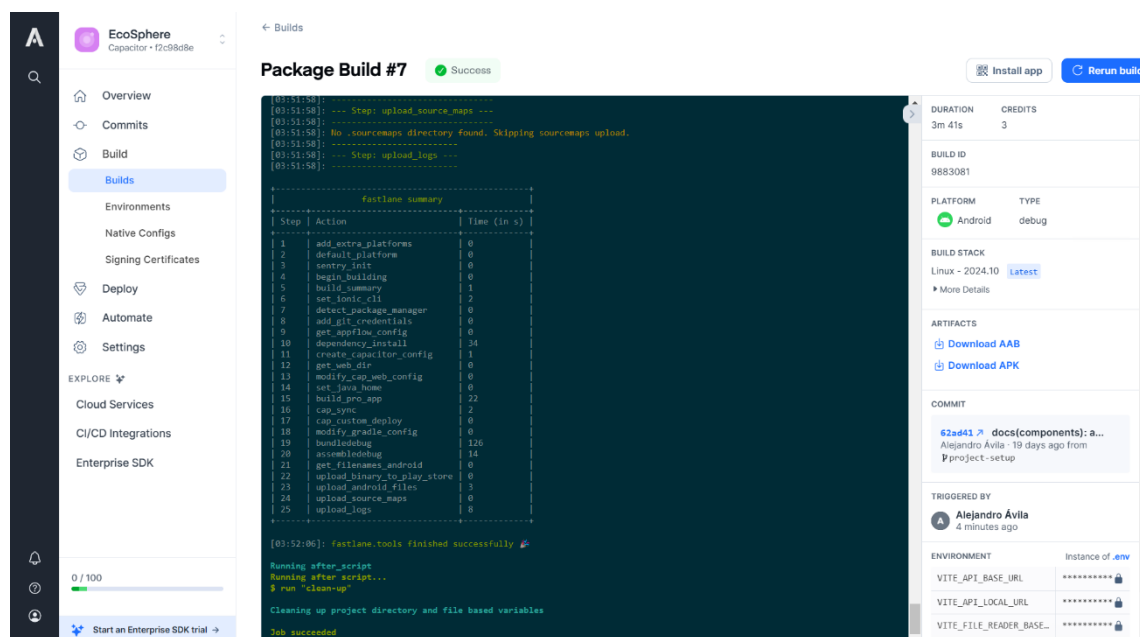 EcoSphere
Capacitor • f2c98d8e
Overview
Commits
Build
Builds
Environments
Native Configs
Signing Certificates
Deploy
Automate
Settings
EXPLORE
Cloud Services
CI/CD Integrations
Enterprise SDK
0 / 100
Start an Enterprise SDK trial →
← Builds
Package Build #7
Success
Install app
Rerun build
[03:51:58]: --------------------------------
[03:51:58]: --- Step: upload_source_maps ---
[03:51:58]: --------------------------------
[03:51:58]: No .sourcemaps directory found. Skipping sourcemaps upload.
[03:51:58]: -------------------------
[03:51:58]: --- Step: upload_logs ---
[03:51:58]: -------------------------
fastlane summary
| Step | Action | Time (in s) |
| 1 | add_extra_platforms | 0 |
| 2 | default_platform | 0 |
| 3 | sentry_init | 0 |
| 4 | begin_building | 0 |
| 5 | build_summary | 1 |
| 6 | set_ionic_cli | 2 |
| 7 | detect_package_manager | 0 |
| 8 | add_git_credentials | 0 |
| 9 | get_appflow_config | 0 |
| 10 | dependency_install | 34 |
| 11 | create_capacitor_config | 1 |
| 12 | get_web_dir | 0 |
| 13 | modify_cap_web_config | 0 |
| 14 | set_java_home | 0 |
| 15 | build_pro_app | 22 |
| 16 | cap_sync | 2 |
| 17 | cap_custom_deploy | 0 |
| 18 | modify_gradle_config | 0 |
| 19 | bundledebug | 126 |
| 20 | assembledebug | 14 |
| 21 | get_filenames_android | 0 |
| 22 | upload_binary_to_play_store | 0 |
| 23 | upload_android_files | 3 |
| 24 | upload_source_maps | 0 |
| 25 | upload_logs | 8 |
[03:52:06]: fastlane.tools finished successfully 🎉
Running after_script
Running after script...
$ run "clean-up"
Cleaning up project directory and file based variables
Job succeeded
DURATION CREDITS
3m 41s 3
BUILD ID
9883081
PLATFORM TYPE
Android debug
BUILD STACK
Linux - 2024.10 Latest
More Details
ARTIFACTS
Download AAB
Download APK
COMMIT
62ad41 ↗ docs(components): a...
Alejandro Ávila · 19 days ago from
project-setup
TRIGGERED BY
A Alejandro Ávila
4 minutes ago
ENVIRONMENT Instance of .env
VITE_API_BASE_URL **********
VITE_API_LOCAL_URL **********
VITE_FILE_READER_BASE… **********